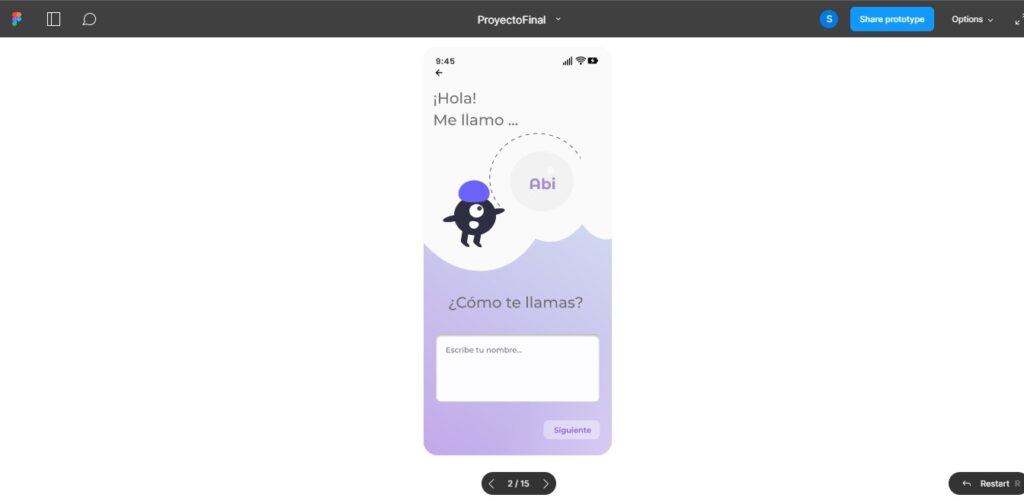 ProyectoFinal
S
Share prototype
Options
9:45
¡Hola!
Me llamo ...
Abi
¿Cómo te llamas?
Escribe tu nombre...
Siguiente
2 / 15
Restart R